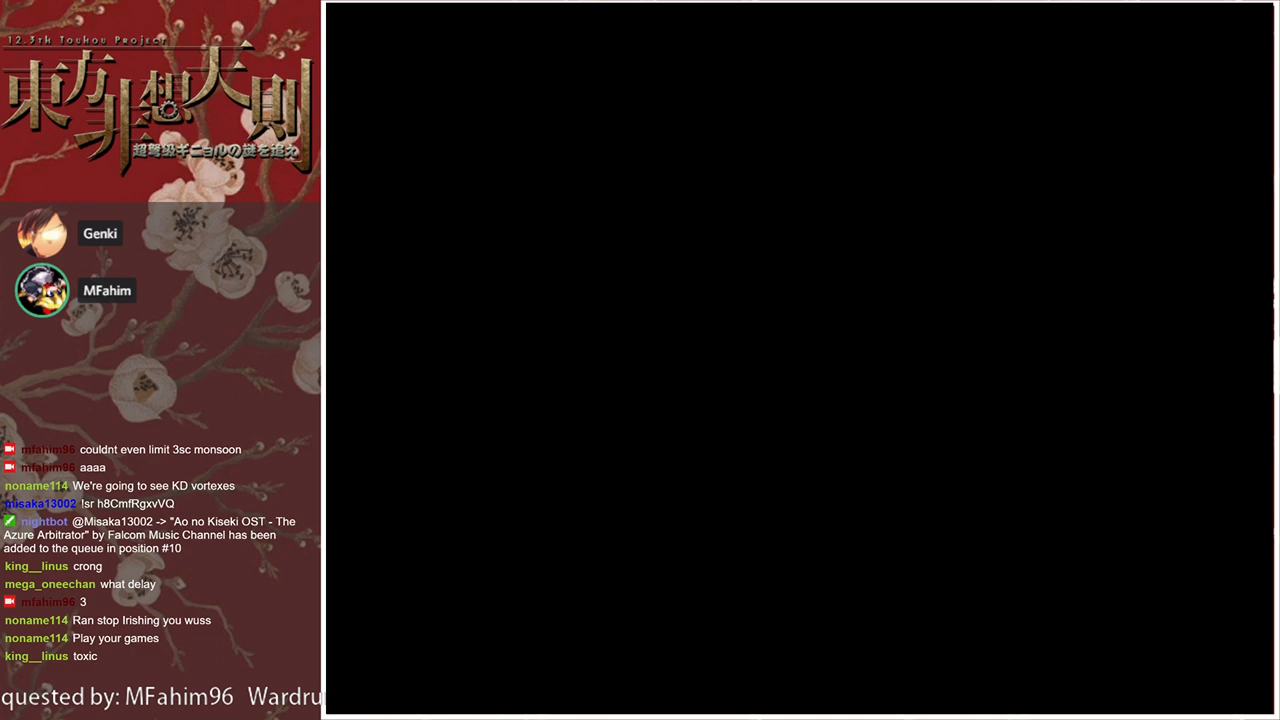 12.3th Touhou Project
東方非想天則
超弩級ギニョルの謎を追え
Genki
MFahim
mfahim96 couldnt even limit 3sc monsoon
mfahim96 aaaa
noname114 We're going to see KD vortexes
misaka13002 !sr h8CmfRgxvVQ
nightbot @Misaka13002 -> "Ao no Kiseki OST - The
Azure Arbitrator" by Falcom Music Channel has been
added to the queue in position #10
king__linus crong
mega_oneechan what delay
mfahim96 3
noname114 Ran stop Irishing you wuss
noname114 Play your games
king__linus toxic
quested by: MFahim96 Wardru